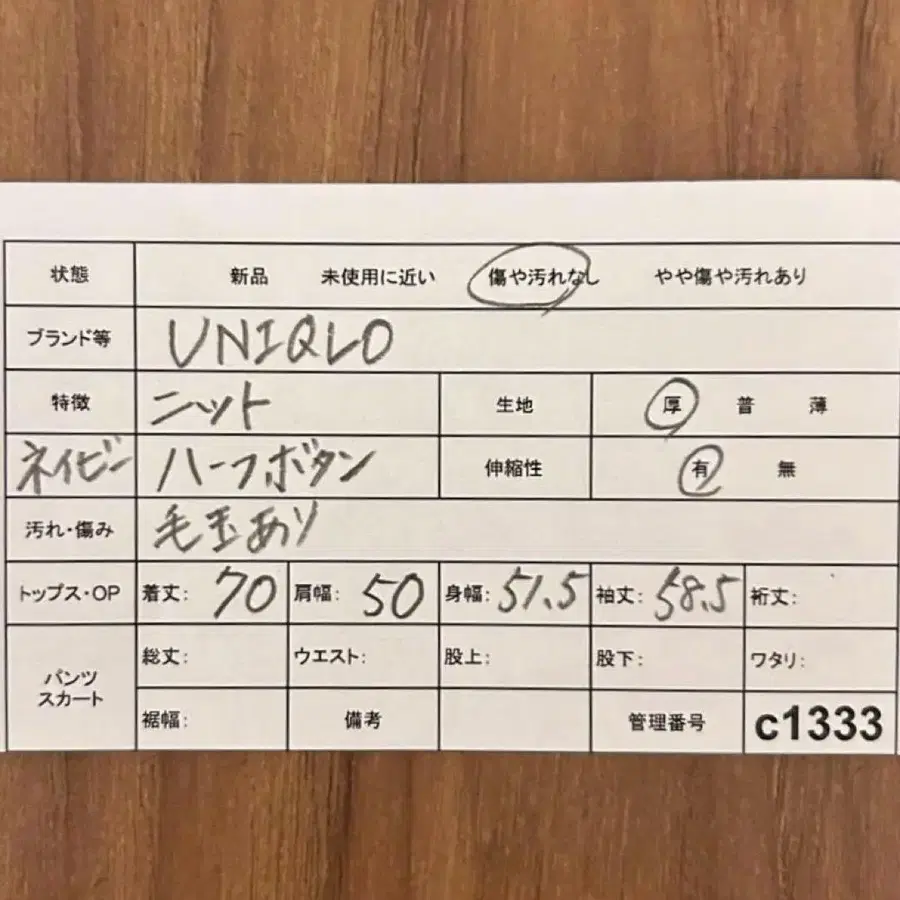 状態 新品 未使用に近い 傷や汚れなし やや傷や汚れあり
ブランド等 UNIQLO
特徴 ニット 生地 厚 普 薄
ネイビー ハーフボタン 伸縮性 有 無
汚れ・傷み 毛玉あり
トップス・OP 着丈: 70 肩幅: 50 身幅: 51.5 袖丈: 58.5 裄丈:
パンツ
スカート
総丈: ウエスト: 股上: 股下: ワタリ:
裾幅: 備考 管理番号 c1333